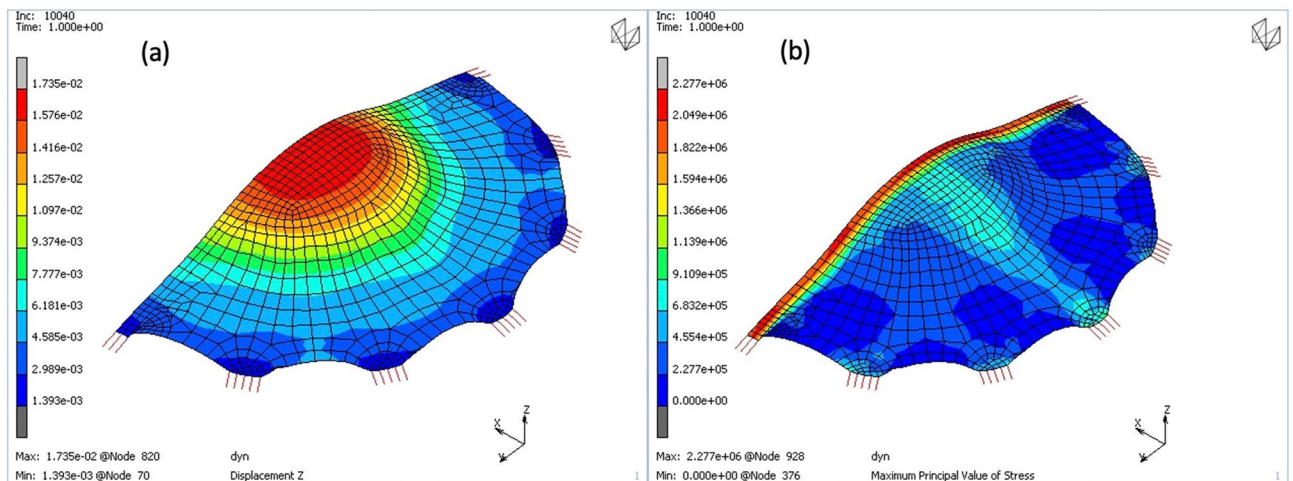 Inc: 10040
Time: 1.000e+00
(a)
1.735e-02
1.576e-02
1.416e-02
1.257e-02
1.097e-02
9.374e-03
7.777e-03
6.181e-03
4.585e-03
2.989e-03
1.393e-03
X
Y
Z
Max: 1.735e-02 @Node 820
dyn
Min: 1.393e-03 @Node 70
Displacement Z
1
Inc: 10040
Time: 1.000e+00
(b)
2.277e+06
2.049e+06
1.822e+06
1.594e+06
1.366e+06
1.139e+06
9.109e+05
6.832e+05
4.554e+05
2.277e+05
0.000e+00
X
Y
Z
Max: 2.277e+06 @Node 928
dyn
Min: 0.000e+00 @Node 376
Maximum Principal Value of Stress
1